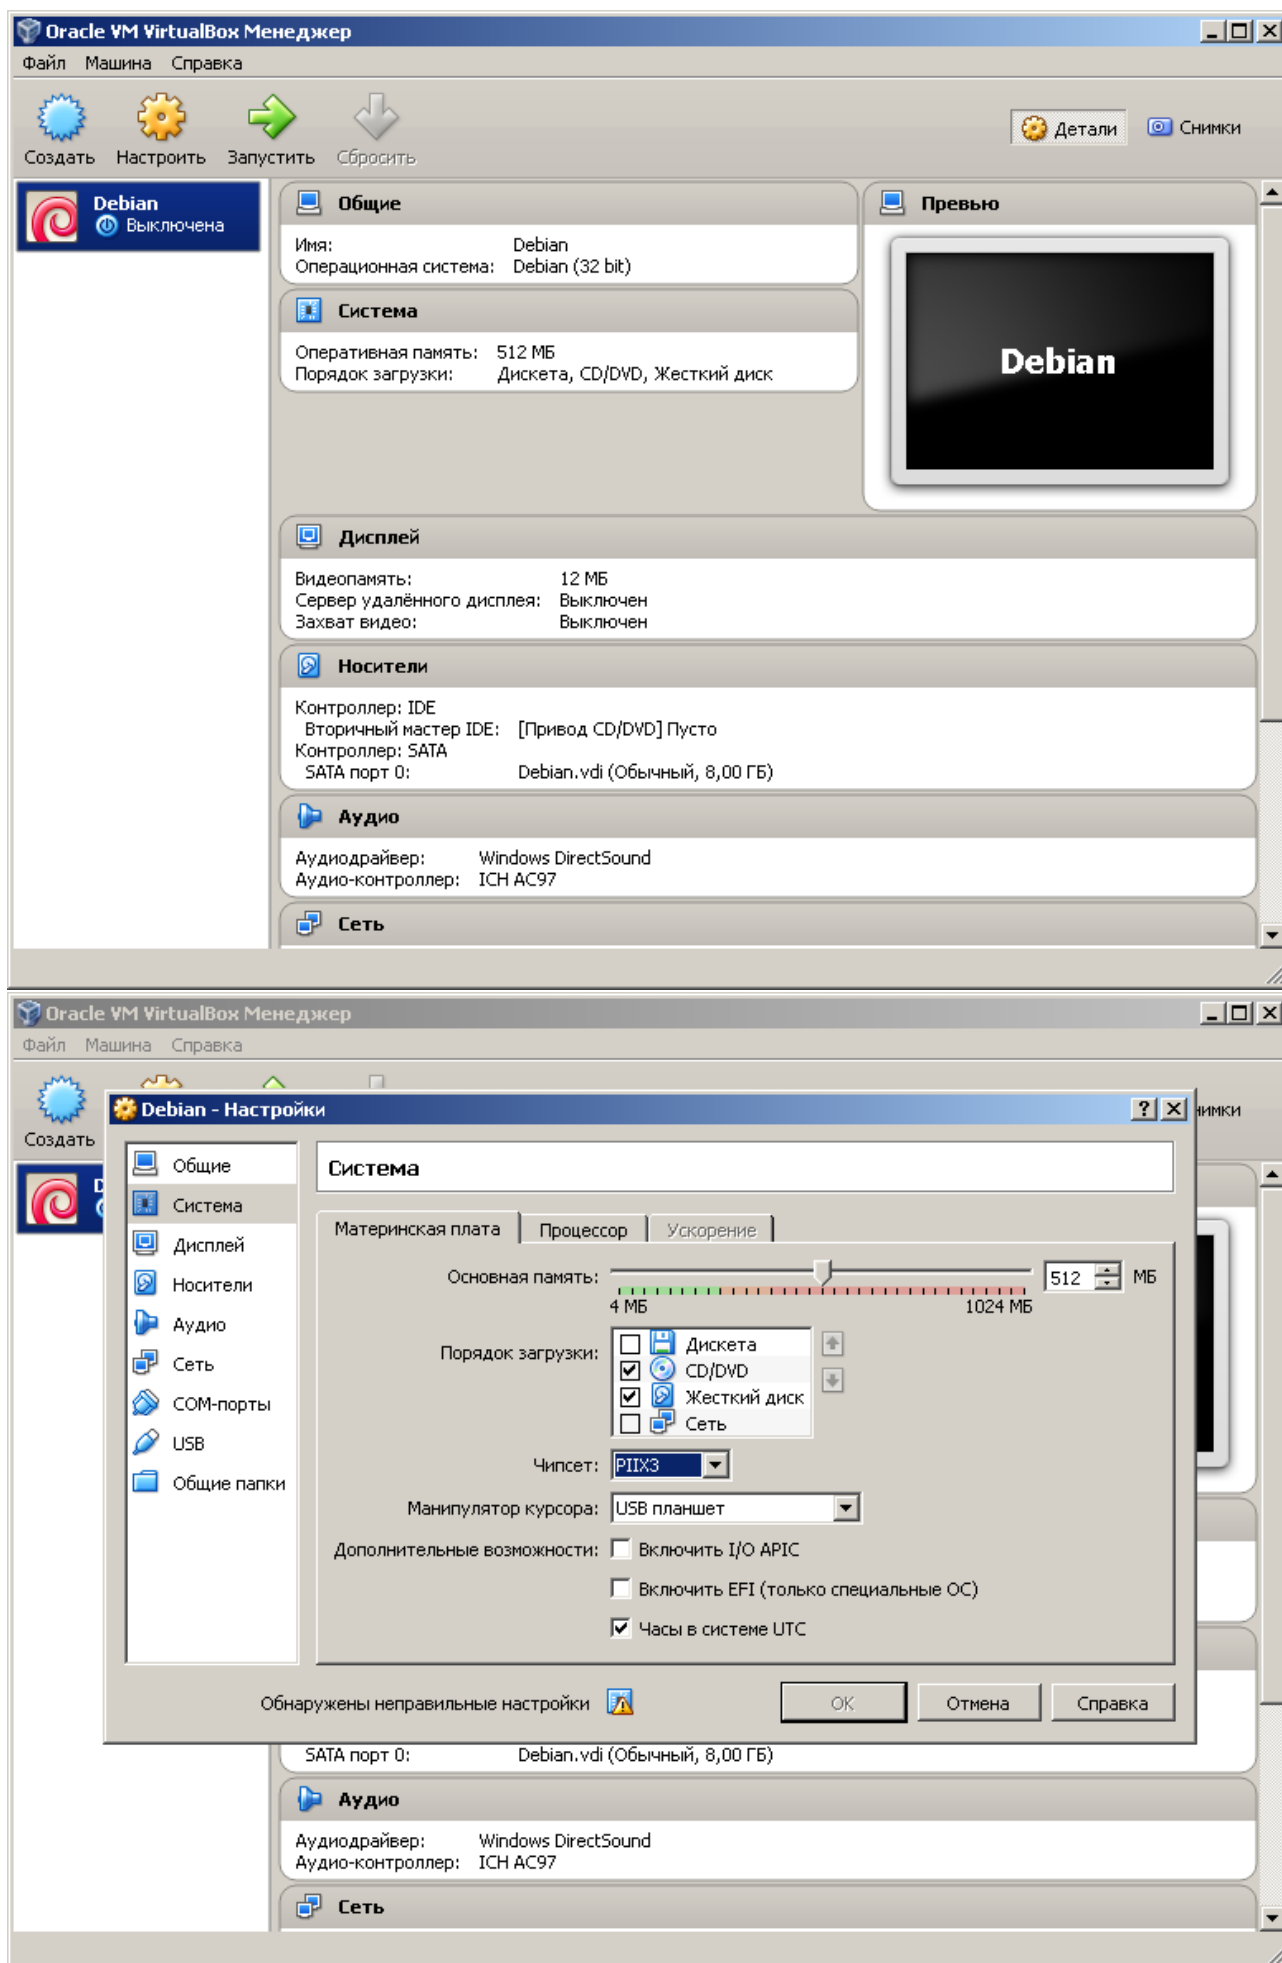 Oracle VM VirtualBox Менеджер
Файл Машина Справка
Создать Настроить Запустить Сбросить Детали Снимки
Debian
Выключена
Общие
Имя: Debian
Операционная система: Debian (32 bit)
Система
Оперативная память: 512 МБ
Порядок загрузки: Дискета, CD/DVD, Жесткий диск
Превью
Debian
Дисплей
Видеопамять: 12 МБ
Сервер удалённого дисплея: Выключен
Захват видео: Выключен
Носители
Контроллер: IDE
Вторичный мастер IDE: [Привод CD/DVD] Пусто
Контроллер: SATA
SATA порт 0: Debian.vdi (Обычный, 8,00 ГБ)
Аудио
Аудиодрайвер: Windows DirectSound
Аудио-контроллер: ICH AC97
Сеть
Oracle VM VirtualBox Менеджер
Файл Машина Справка
Создать
Debian - Настройки
Общие
Система
Дисплей
Носители
Аудио
Сеть
COM-порты
USB
Общие папки
Система
Материнская плата Процессор Ускорение
Основная память: 512 МБ
4 МБ 1024 МБ
Порядок загрузки: Дискета
CD/DVD
Жесткий диск
Сеть
Чипсет: PIIX3
Манипулятор курсора: USB планшет
Дополнительные возможности: Включить I/O APIC
Включить EFI (только специальные ОС)
Часы в системе UTC
Обнаружены неправильные настройки OK Отмена Справка
SATA порт 0: Debian.vdi (Обычный, 8,00 ГБ)
Аудио
Аудиодрайвер: Windows DirectSound
Аудио-контроллер: ICH AC97
Сеть